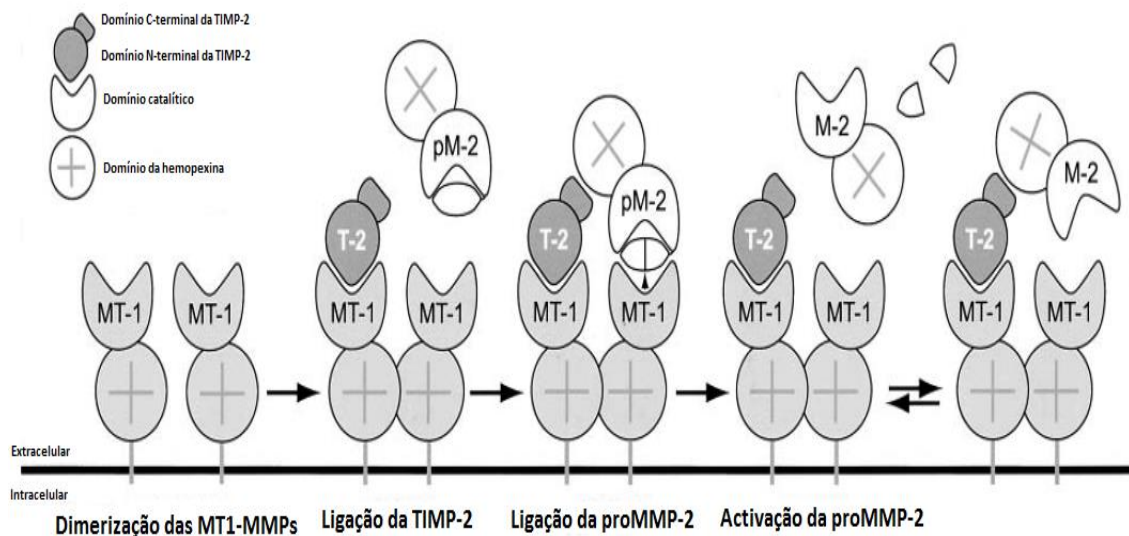 Domínio C-terminal da TIMP-2
Domínio N-terminal da TIMP-2
Domínio catalítico
Domínio da hemopexina
pM-2
pM-2
M-2
M-2
T-2
T-2
T-2
T-2
MT-1 MT-1
MT-1 MT-1
MT-1 MT-1
MT-1 MT-1
MT-1 MT-1
Extracelular
Intracelular
Dimerização das MT1-MMPs
Ligação da TIMP-2
Ligação da proMMP-2
Activação da proMMP-2